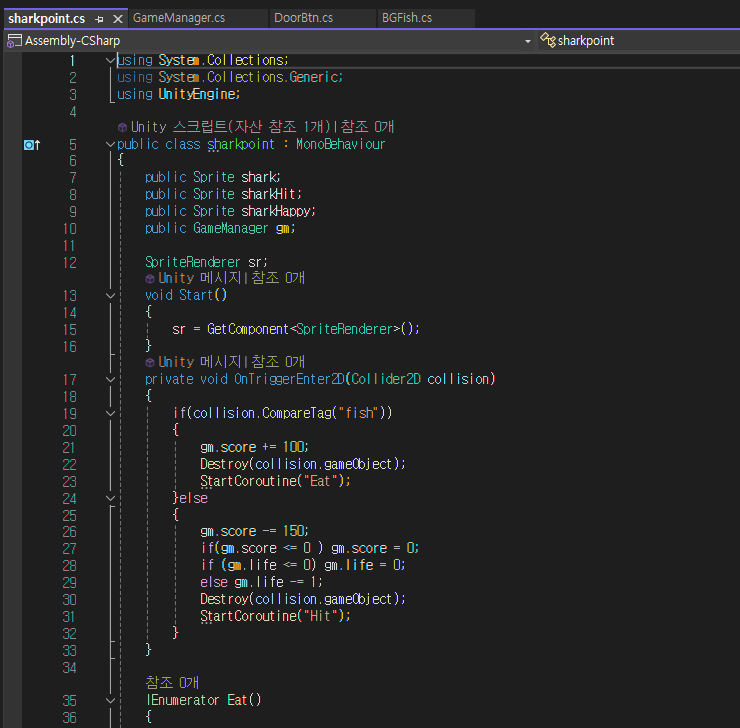 sharkpoint.cs GameManager.cs DoorBtn.cs BGFish.cs
Assembly-CSharp sharkpoint
1 using System.Collections;
2 using System.Collections.Generic;
3 using UnityEngine;
4
Unity 스크립트(자산 참조 1개)|참조 0개
5 public class sharkpoint : MonoBehaviour
6 {
7 public Sprite shark;
8 public Sprite sharkHit;
9 public Sprite sharkHappy;
10 public GameManager gm;
11
12 SpriteRenderer sr;
Unity 메시지|참조 0개
13 void Start()
14 {
15 sr = GetComponent<SpriteRenderer>();
16 }
Unity 메시지|참조 0개
17 private void OnTriggerEnter2D(Collider2D collision)
18 {
19 if(collision.CompareTag("fish"))
20 {
21 gm.score += 100;
22 Destroy(collision.gameObject);
23 StartCoroutine("Eat");
24 }else
25 {
26 gm.score -= 150;
27 if(gm.score <= 0 ) gm.score = 0;
28 if (gm.life <= 0) gm.life = 0;
29 else gm.life -= 1;
30 Destroy(collision.gameObject);
31 StartCoroutine("Hit");
32 }
33 }
34
참조 0개
35 IEnumerator Eat()
36 {